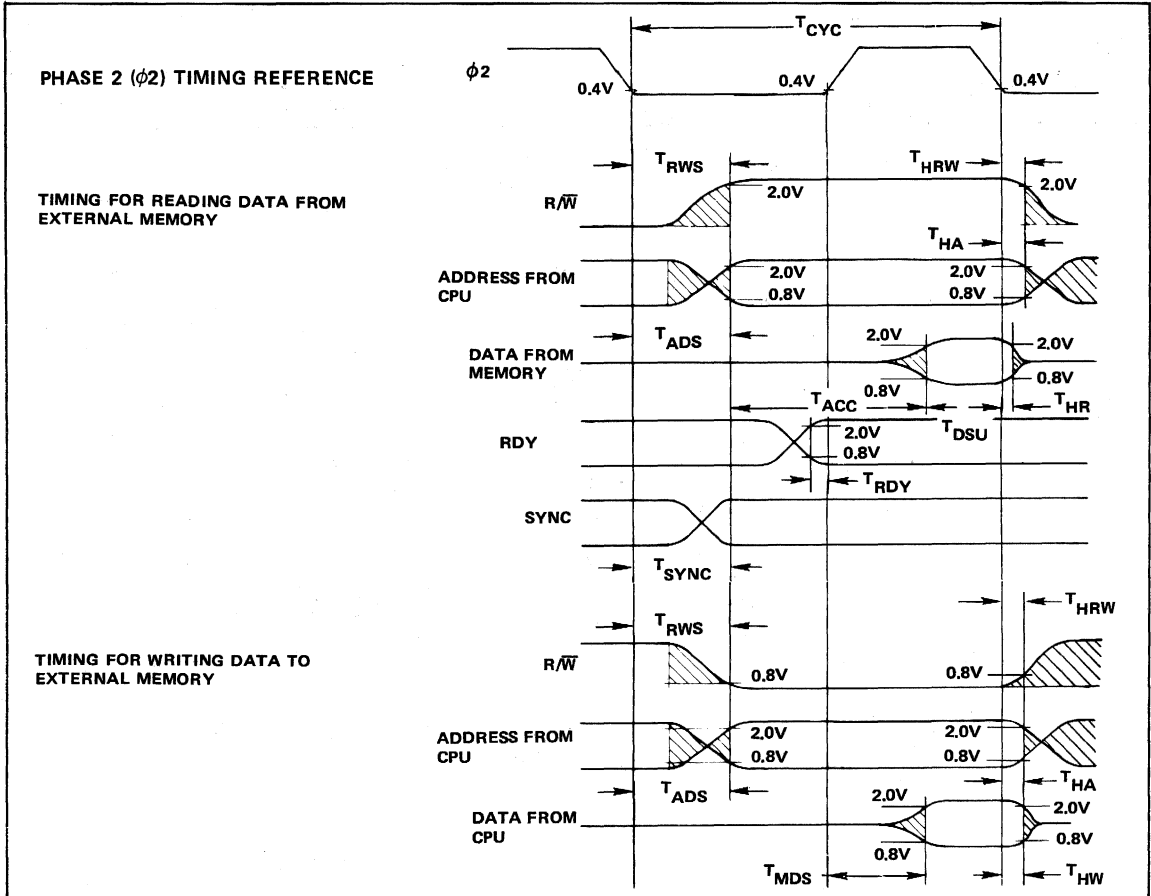 T_CYC
PHASE 2 (ϕ2) TIMING REFERENCE
ϕ2
0.4V
0.4V
0.4V
T_RWS
T_HRW
TIMING FOR READING DATA FROM
EXTERNAL MEMORY
R/W̅
2.0V
2.0V
T_HA
ADDRESS FROM
CPU
2.0V
0.8V
2.0V
0.8V
T_ADS
DATA FROM
MEMORY
2.0V
0.8V
2.0V
0.8V
T_ACC
T_DSU
T_HR
RDY
2.0V
0.8V
T_RDY
SYNC
T_SYNC
T_RWS
T_HRW
TIMING FOR WRITING DATA TO
EXTERNAL MEMORY
R/W̅
0.8V
0.8V
ADDRESS FROM
CPU
2.0V
0.8V
2.0V
0.8V
T_ADS
T_HA
DATA FROM
CPU
2.0V
0.8V
2.0V
0.8V
T_MDS
T_HW